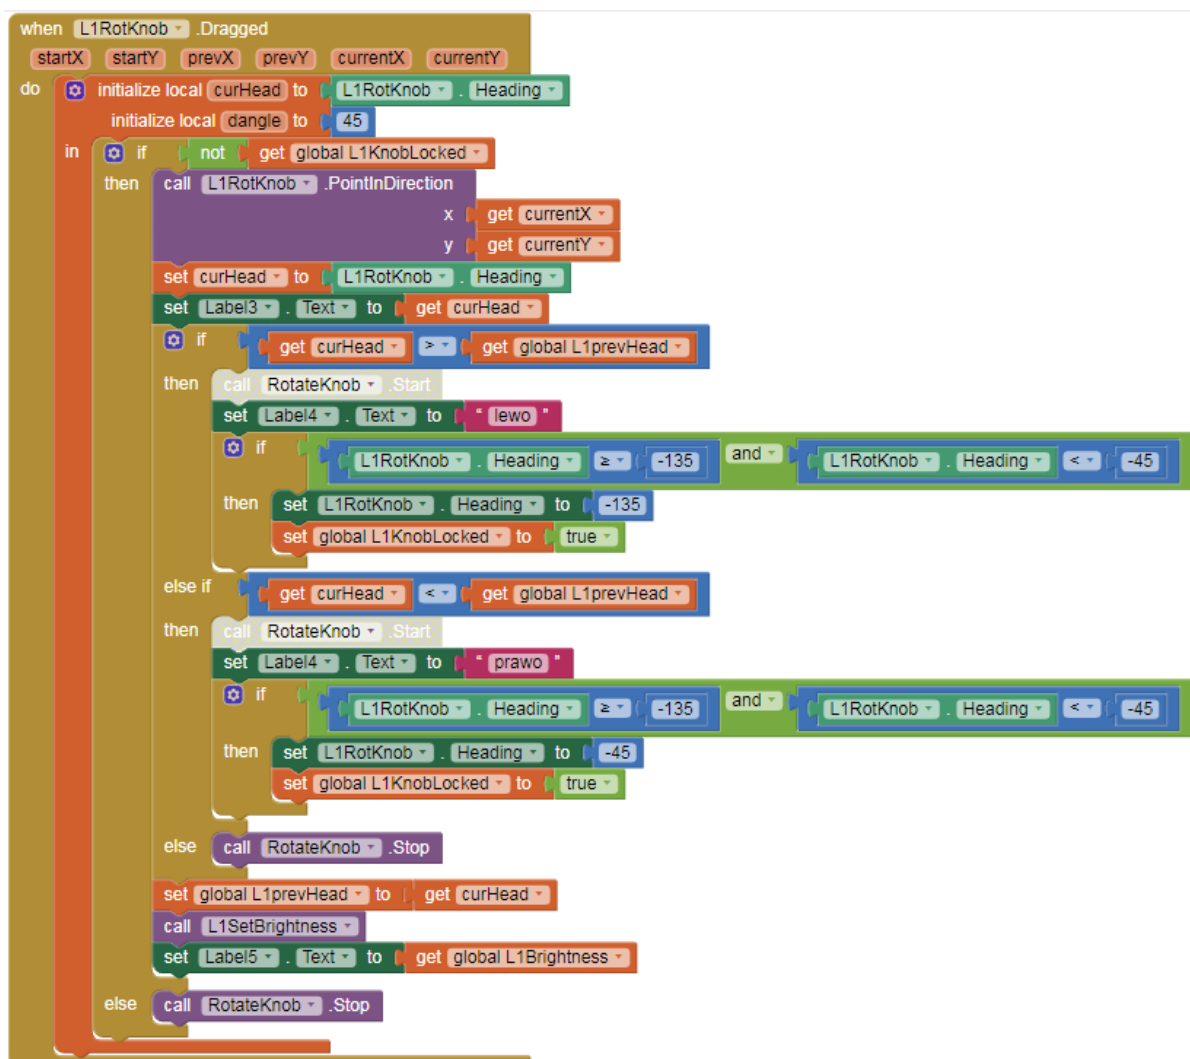 when L1RotKnob .Dragged
startX startY prevX prevY currentX currentY
do initialize local curHead to L1RotKnob . Heading
initialize local dangle to 45
in if not get global L1KnobLocked
then call L1RotKnob .PointInDirection
x get currentX
y get currentY
set curHead to L1RotKnob . Heading
set Label3 . Text to get curHead
if get curHead > get global L1prevHead
then call RotateKnob .Start
set Label4 . Text to " lewo "
if L1RotKnob . Heading ≥ -135 and L1RotKnob . Heading < -45
then set L1RotKnob . Heading to -135
set global L1KnobLocked to true
else if get curHead < get global L1prevHead
then call RotateKnob .Start
set Label4 . Text to " prawo "
if L1RotKnob . Heading ≥ -135 and L1RotKnob . Heading < -45
then set L1RotKnob . Heading to -45
set global L1KnobLocked to true
else call RotateKnob .Stop
set global L1prevHead to get curHead
call L1SetBrightness
set Label5 . Text to get global L1Brightness
else call RotateKnob .Stop